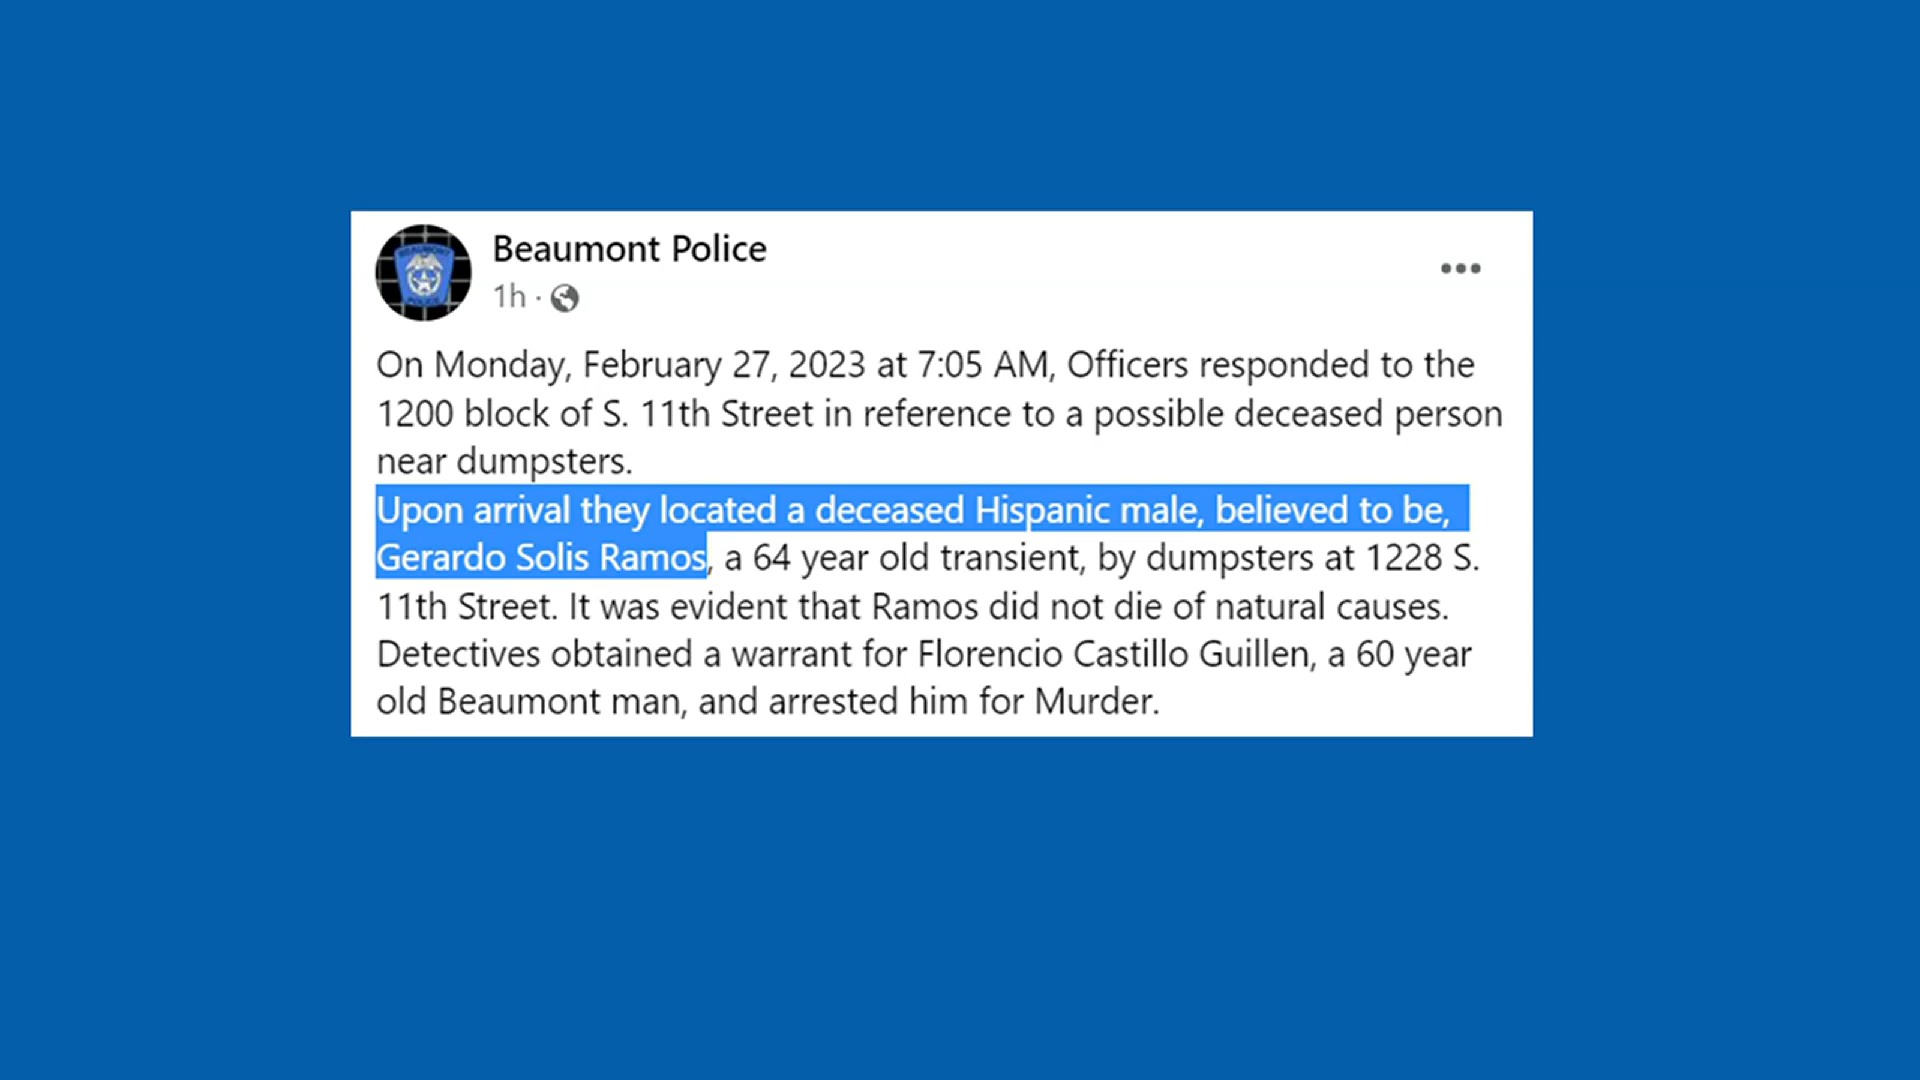 Beaumont Police
1h ·
On Monday, February 27, 2023 at 7:05 AM, Officers responded to the
1200 block of S. 11th Street in reference to a possible deceased person
near dumpsters.
Upon arrival they located a deceased Hispanic male, believed to be,
Gerardo Solis Ramos, a 64 year old transient, by dumpsters at 1228 S.
11th Street. It was evident that Ramos did not die of natural causes.
Detectives obtained a warrant for Florencio Castillo Guillen, a 60 year
old Beaumont man, and arrested him for Murder.